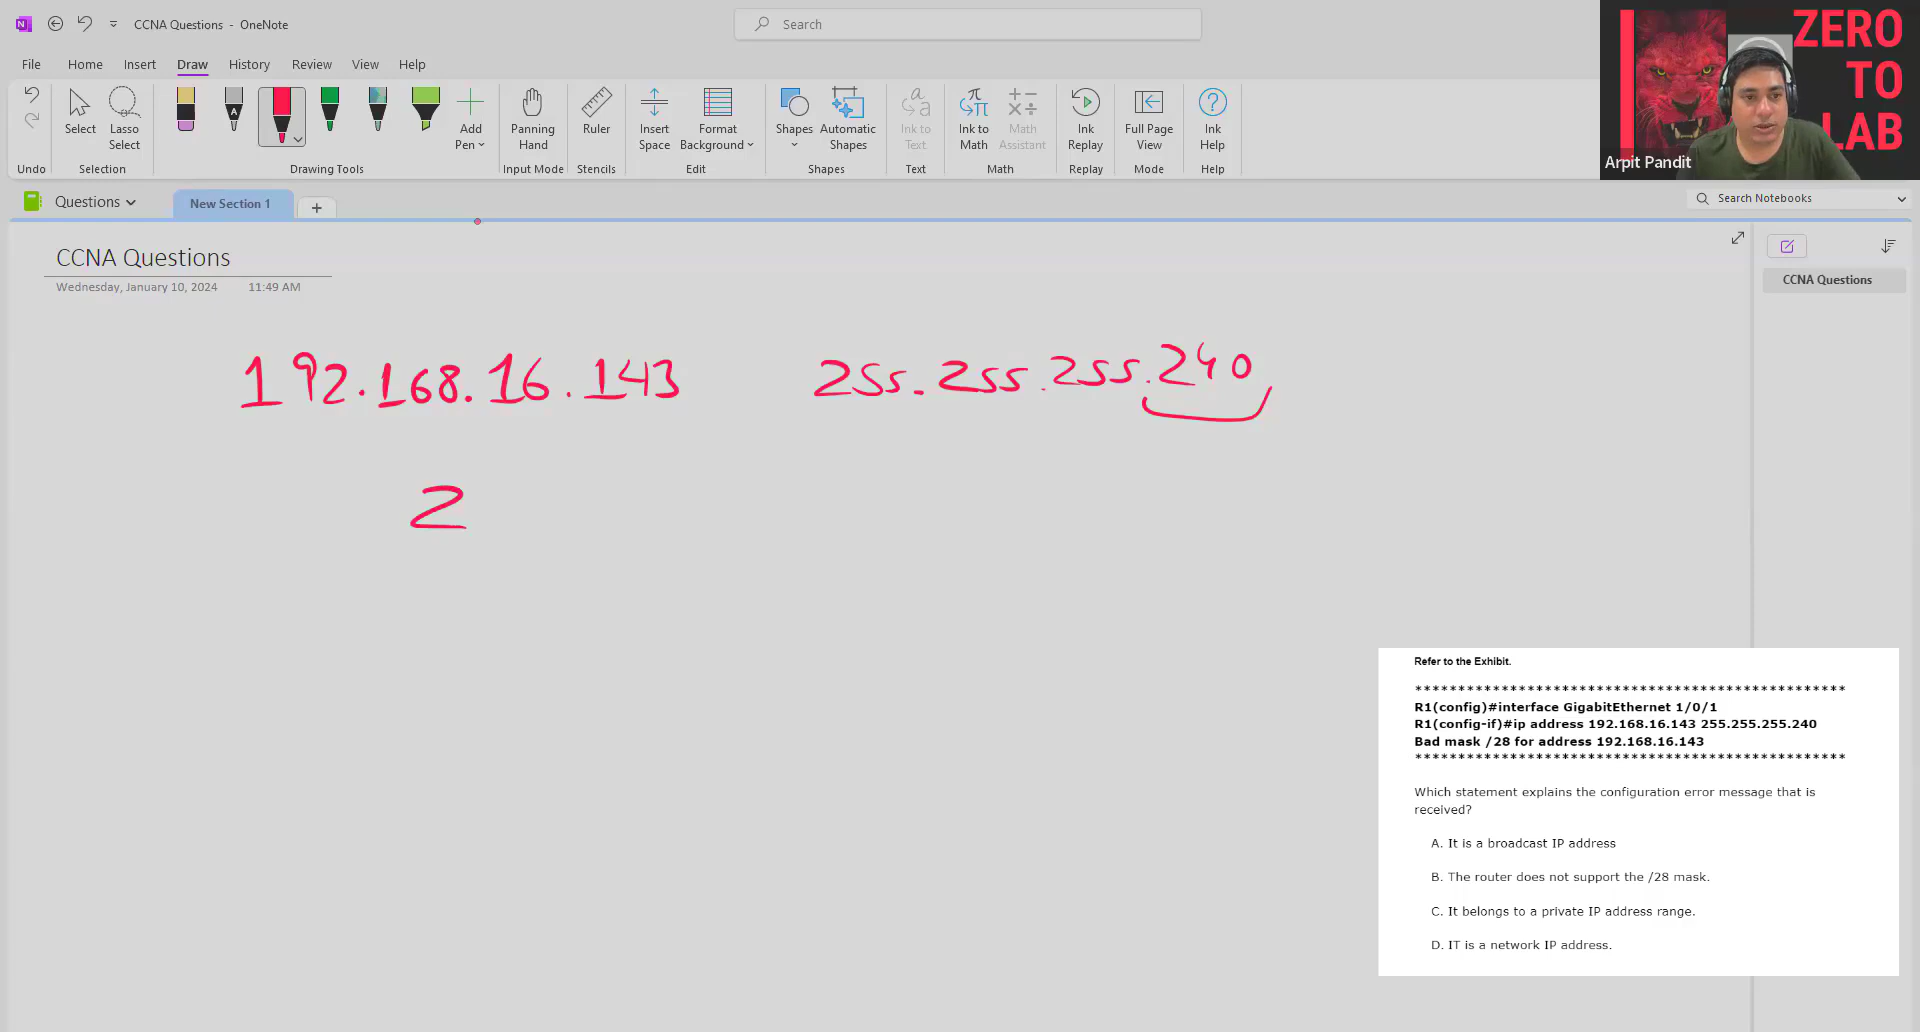 CCNA Questions - OneNote
Search
File Home Insert Draw History Review View Help
Undo
Select
Lasso Select
Selection
Drawing Tools
Add Pen
Panning Hand
Input Mode
Ruler
Stencils
Insert Space
Format Background
Edit
Shapes
Automatic Shapes
Shapes
Ink to Text
Text
Ink to Math
Math Assistant
Math
Ink Replay
Replay
Full Page View
Mode
Ink Help
Help
ZERO
TO
LAB
Arpit Pandit
Questions
New Section 1
Search Notebooks
CCNA Questions
Wednesday, January 10, 2024 11:49 AM
CCNA Questions
192.168.16.143 255.255.255.240
2
Refer to the Exhibit.
**************************************************
R1(config)#interface GigabitEthernet 1/0/1
R1(config-if)#ip address 192.168.16.143 255.255.255.240
Bad mask /28 for address 192.168.16.143
**************************************************
Which statement explains the configuration error message that is
received?
A. It is a broadcast IP address
B. The router does not support the /28 mask.
C. It belongs to a private IP address range.
D. IT is a network IP address.